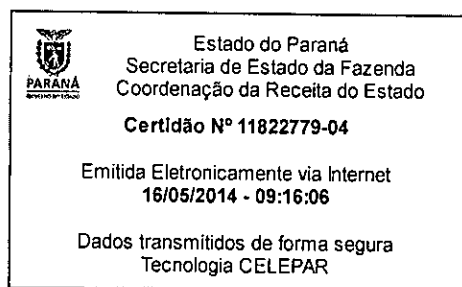 Estado do Paraná
Secretaria de Estado da Fazenda
PARANÁ
Coordenação da Receita do Estado
Certidão Nº 11822779-04
Emitida Eletronicamente via Internet
16/05/2014 - 09:16:06
Dados transmitidos de forma segura
Tecnologia CELEPAR